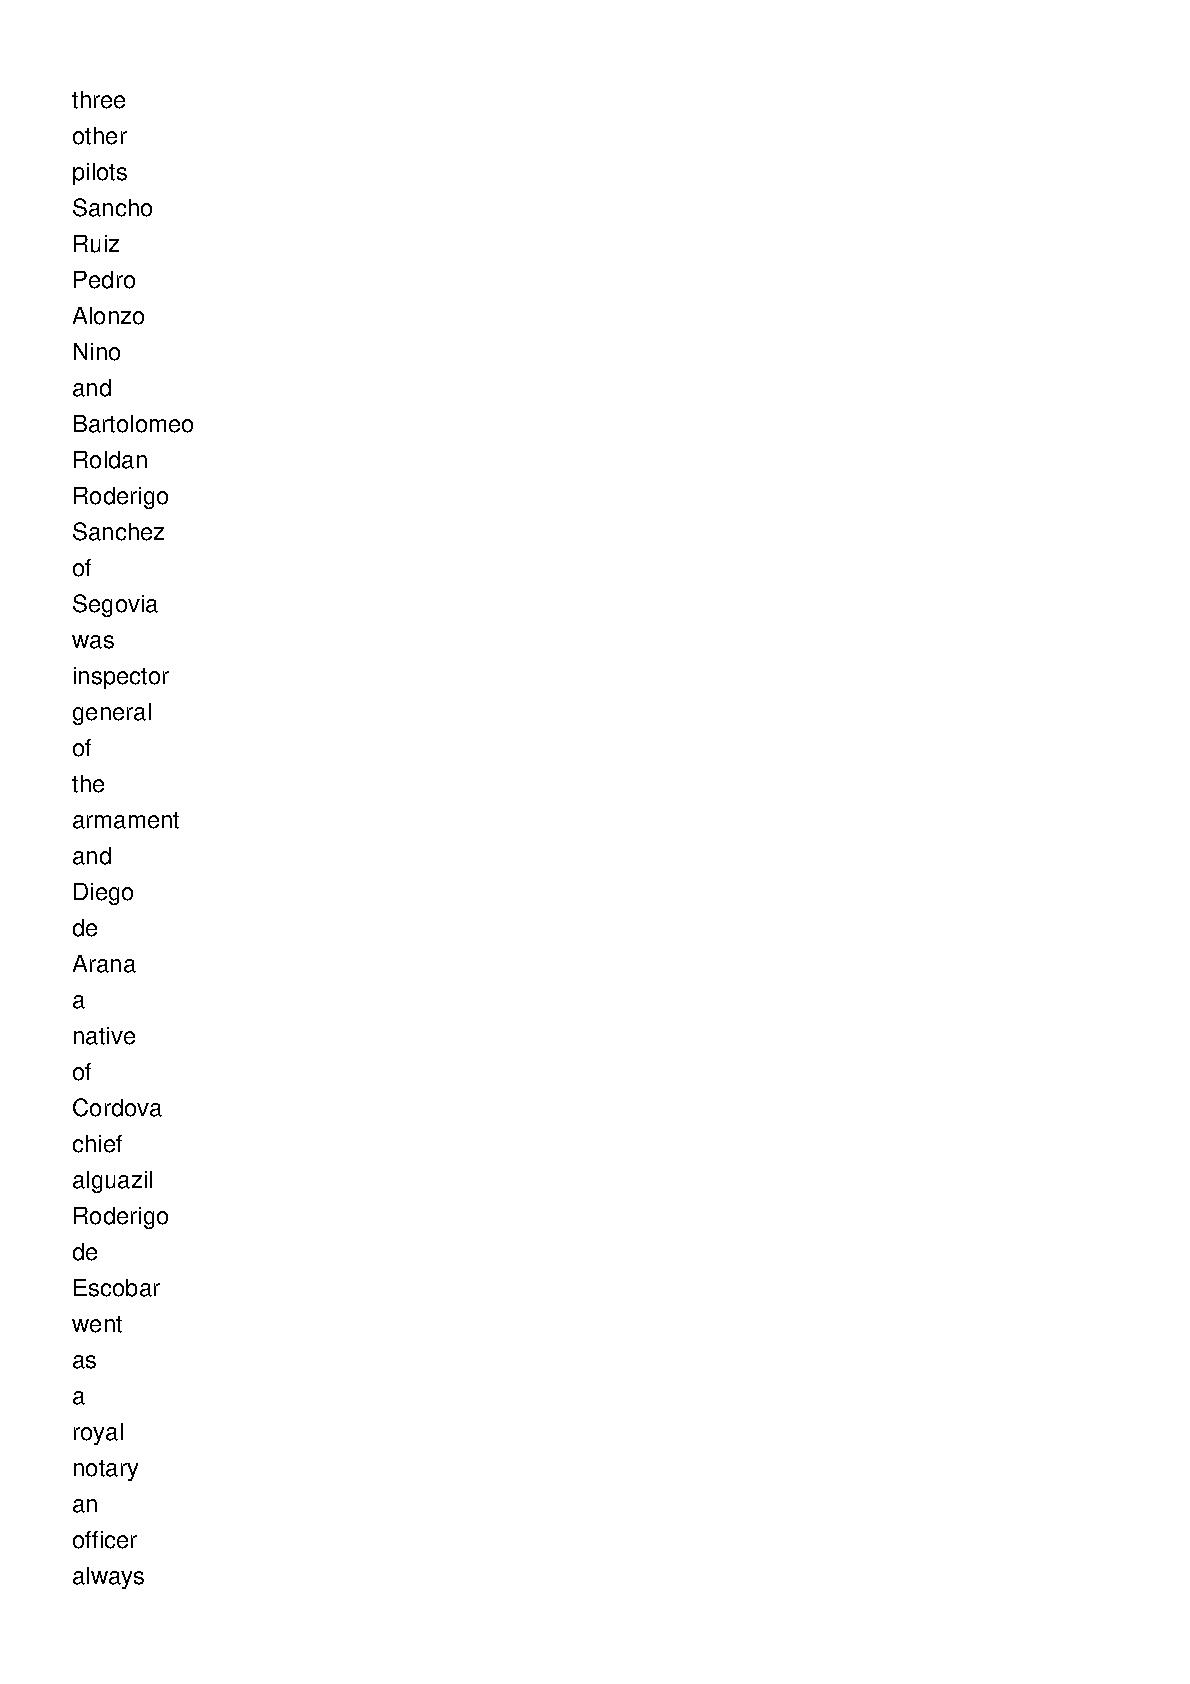 three
other
pilots
Sancho
Ruiz
Pedro
Alonzo
Nino
and
Bartolomeo
Roldan
Roderigo
Sanchez
of
Segovia
was
inspector
general
of
the
armament
and
Diego
de
Arana
a
native
of
Cordova
chief
alguazil
Roderigo
de
Escobar
went
as
a
royal
notary
an
officer
always